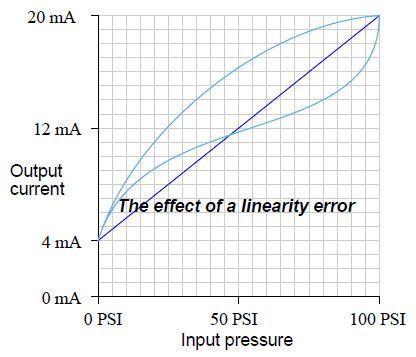 20 mA
12 mA
Output
current
The effect of a linearity error
4 mA
0 mA
0 PSI 50 PSI 100 PSI
Input pressure